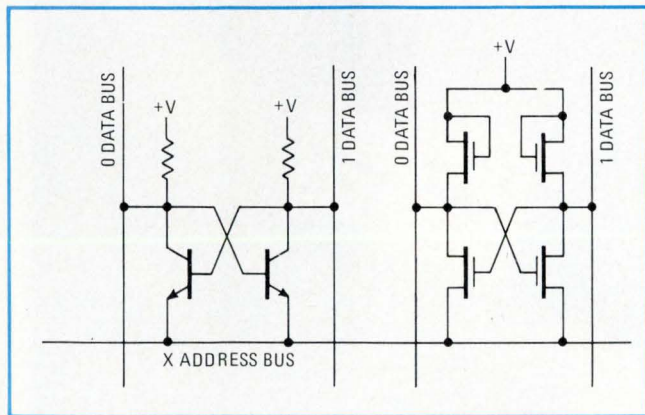 0 DATA BUS
+V
+V
1 DATA BUS
0 DATA BUS
+V
1 DATA BUS
X ADDRESS BUS